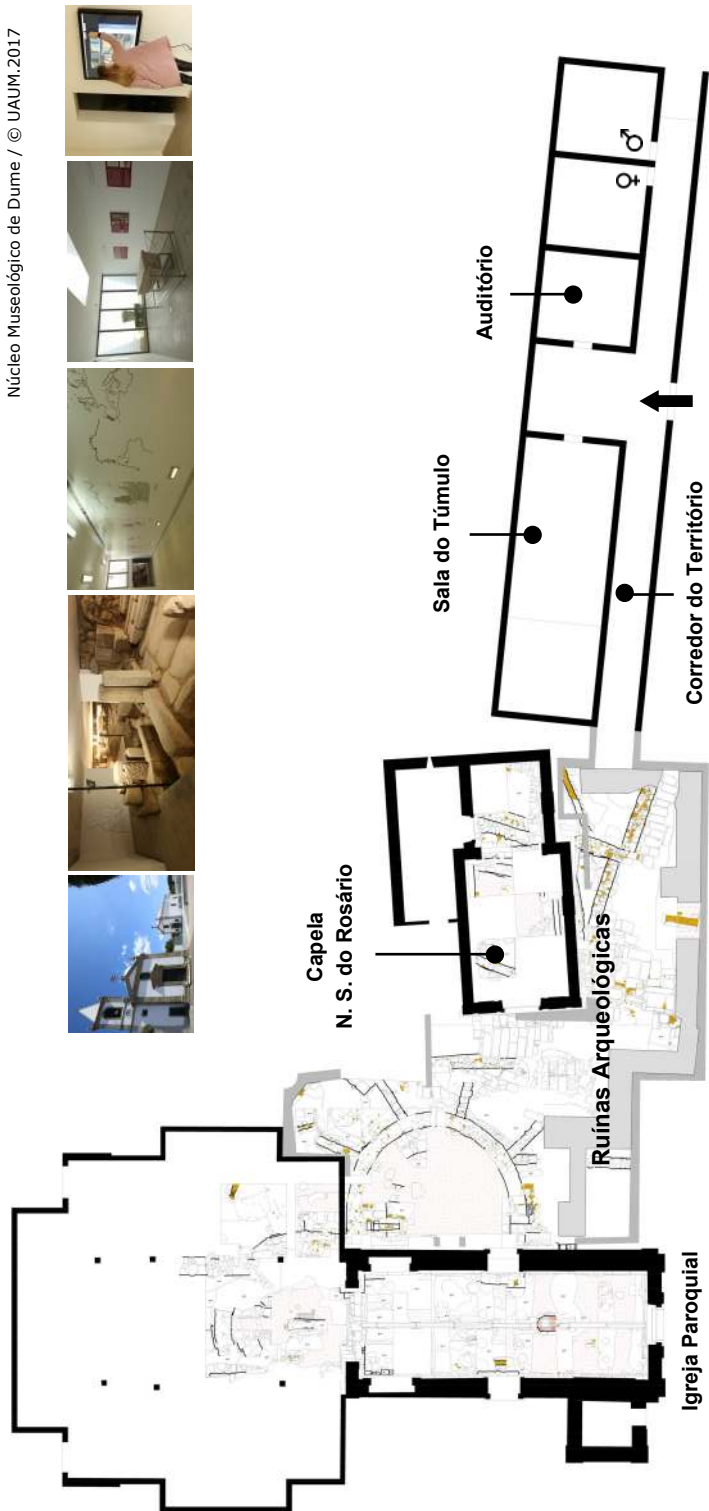 Núcleo Museológico de Dume / © UAUM.2017
Auditório
♀ ♂
Sala do Túmulo
Corredor do Território
Capela
N. S. do Rosário
Ruínas Arqueológicas
Igreja Paroquial